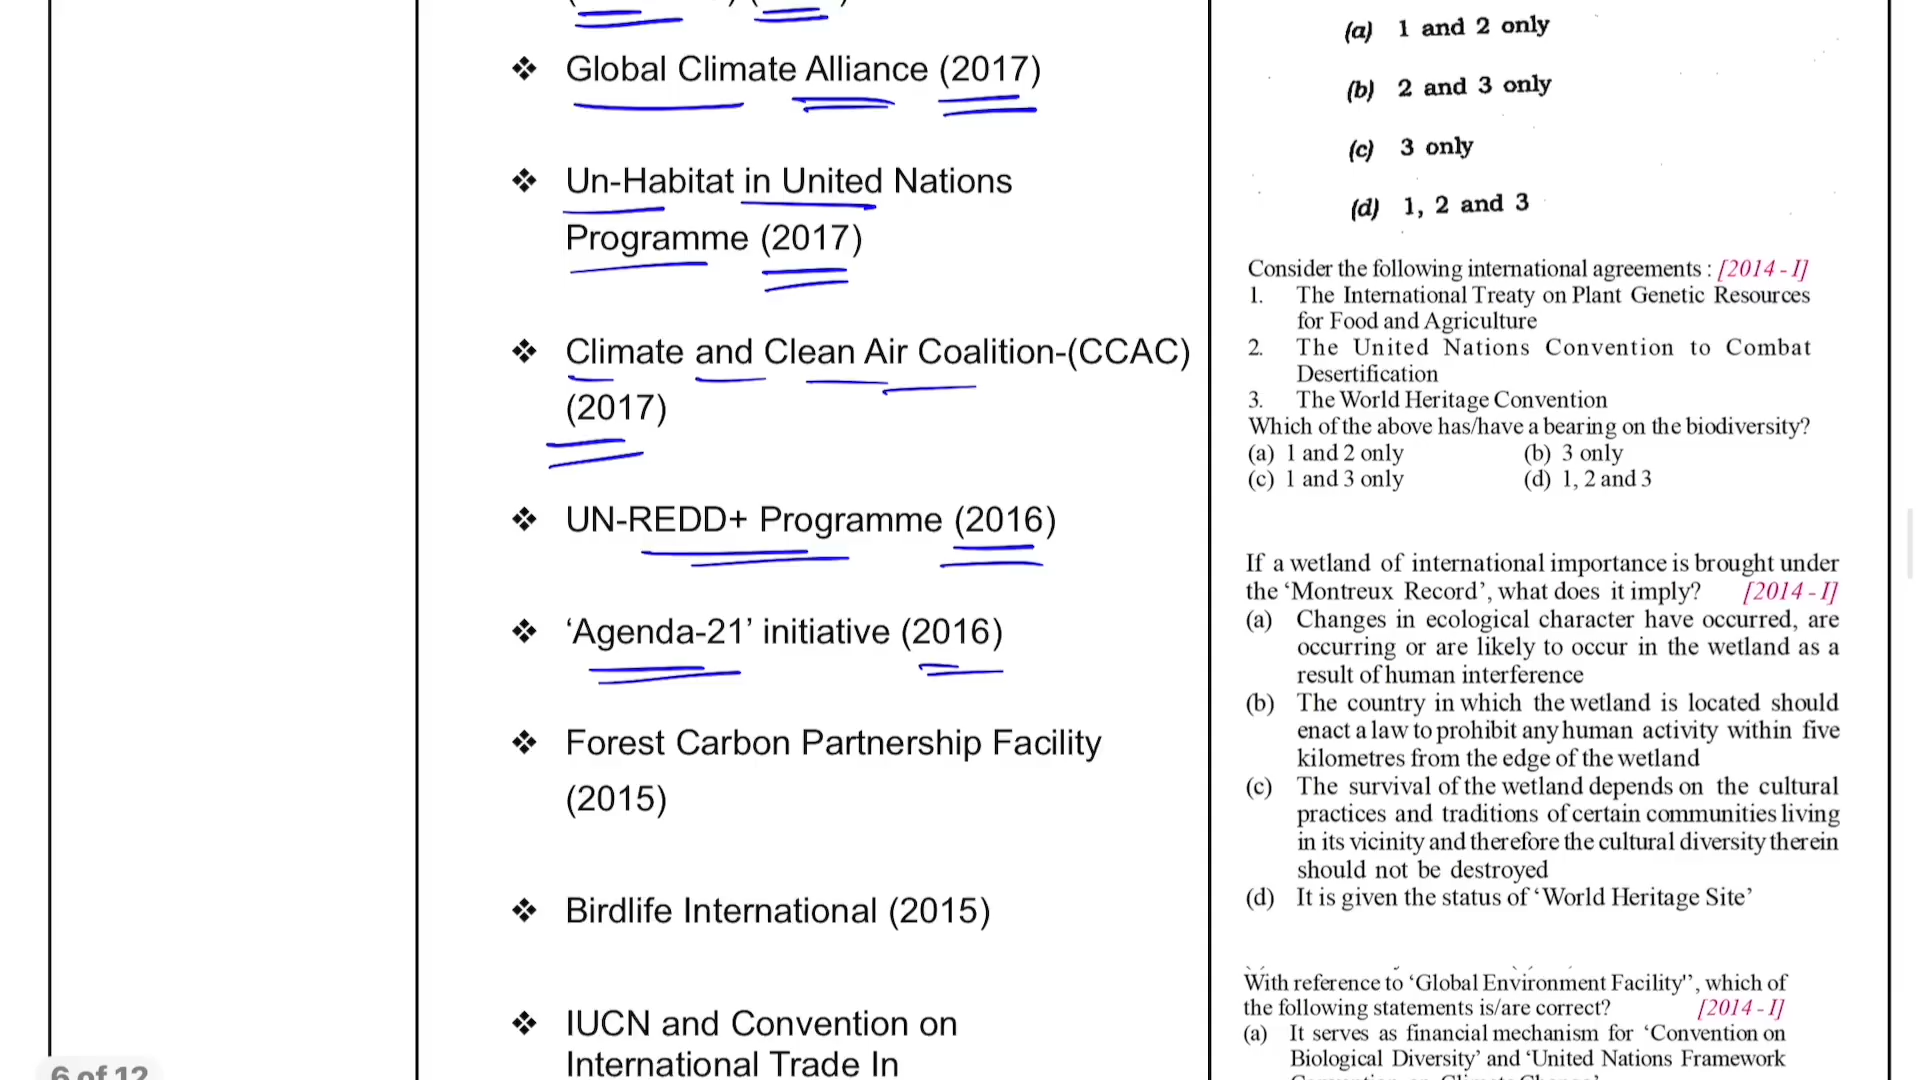 ❖ Global Climate Alliance (2017)
❖ Un-Habitat in United Nations
Programme (2017)
❖ Climate and Clean Air Coalition-(CCAC)
(2017)
❖ UN-REDD+ Programme (2016)
❖ ‘Agenda-21’ initiative (2016)
❖ Forest Carbon Partnership Facility
(2015)
❖ Birdlife International (2015)
❖ IUCN and Convention on
International Trade In
(a) 1 and 2 only
(b) 2 and 3 only
(c) 3 only
(d) 1, 2 and 3
Consider the following international agreements : [2014 - I]
1. The International Treaty on Plant Genetic Resources
for Food and Agriculture
2. The United Nations Convention to Combat
Desertification
3. The World Heritage Convention
Which of the above has/have a bearing on the biodiversity?
(a) 1 and 2 only (b) 3 only
(c) 1 and 3 only (d) 1, 2 and 3
If a wetland of international importance is brought under
the ‘Montreux Record’, what does it imply? [2014 - I]
(a) Changes in ecological character have occurred, are
occurring or are likely to occur in the wetland as a
result of human interference
(b) The country in which the wetland is located should
enact a law to prohibit any human activity within five
kilometres from the edge of the wetland
(c) The survival of the wetland depends on the cultural
practices and traditions of certain communities living
in its vicinity and therefore the cultural diversity therein
should not be destroyed
(d) It is given the status of ‘World Heritage Site’
With reference to ‘Global Environment Facility'’, which of
the following statements is/are correct? [2014 - I]
(a) It serves as financial mechanism for ‘Convention on
Biological Diversity’ and ‘United Nations Framework
6 of 12